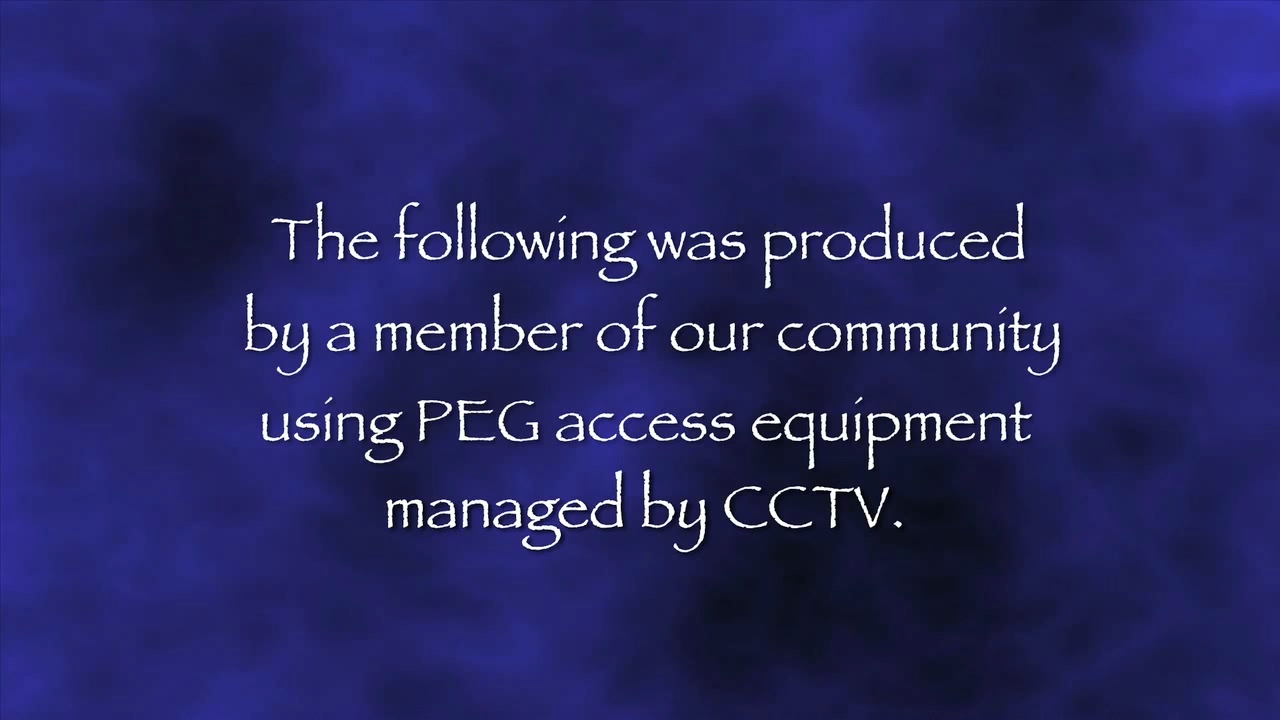 The following was produced
by a member of our community
using PEG access equipment
managed by CCTV.